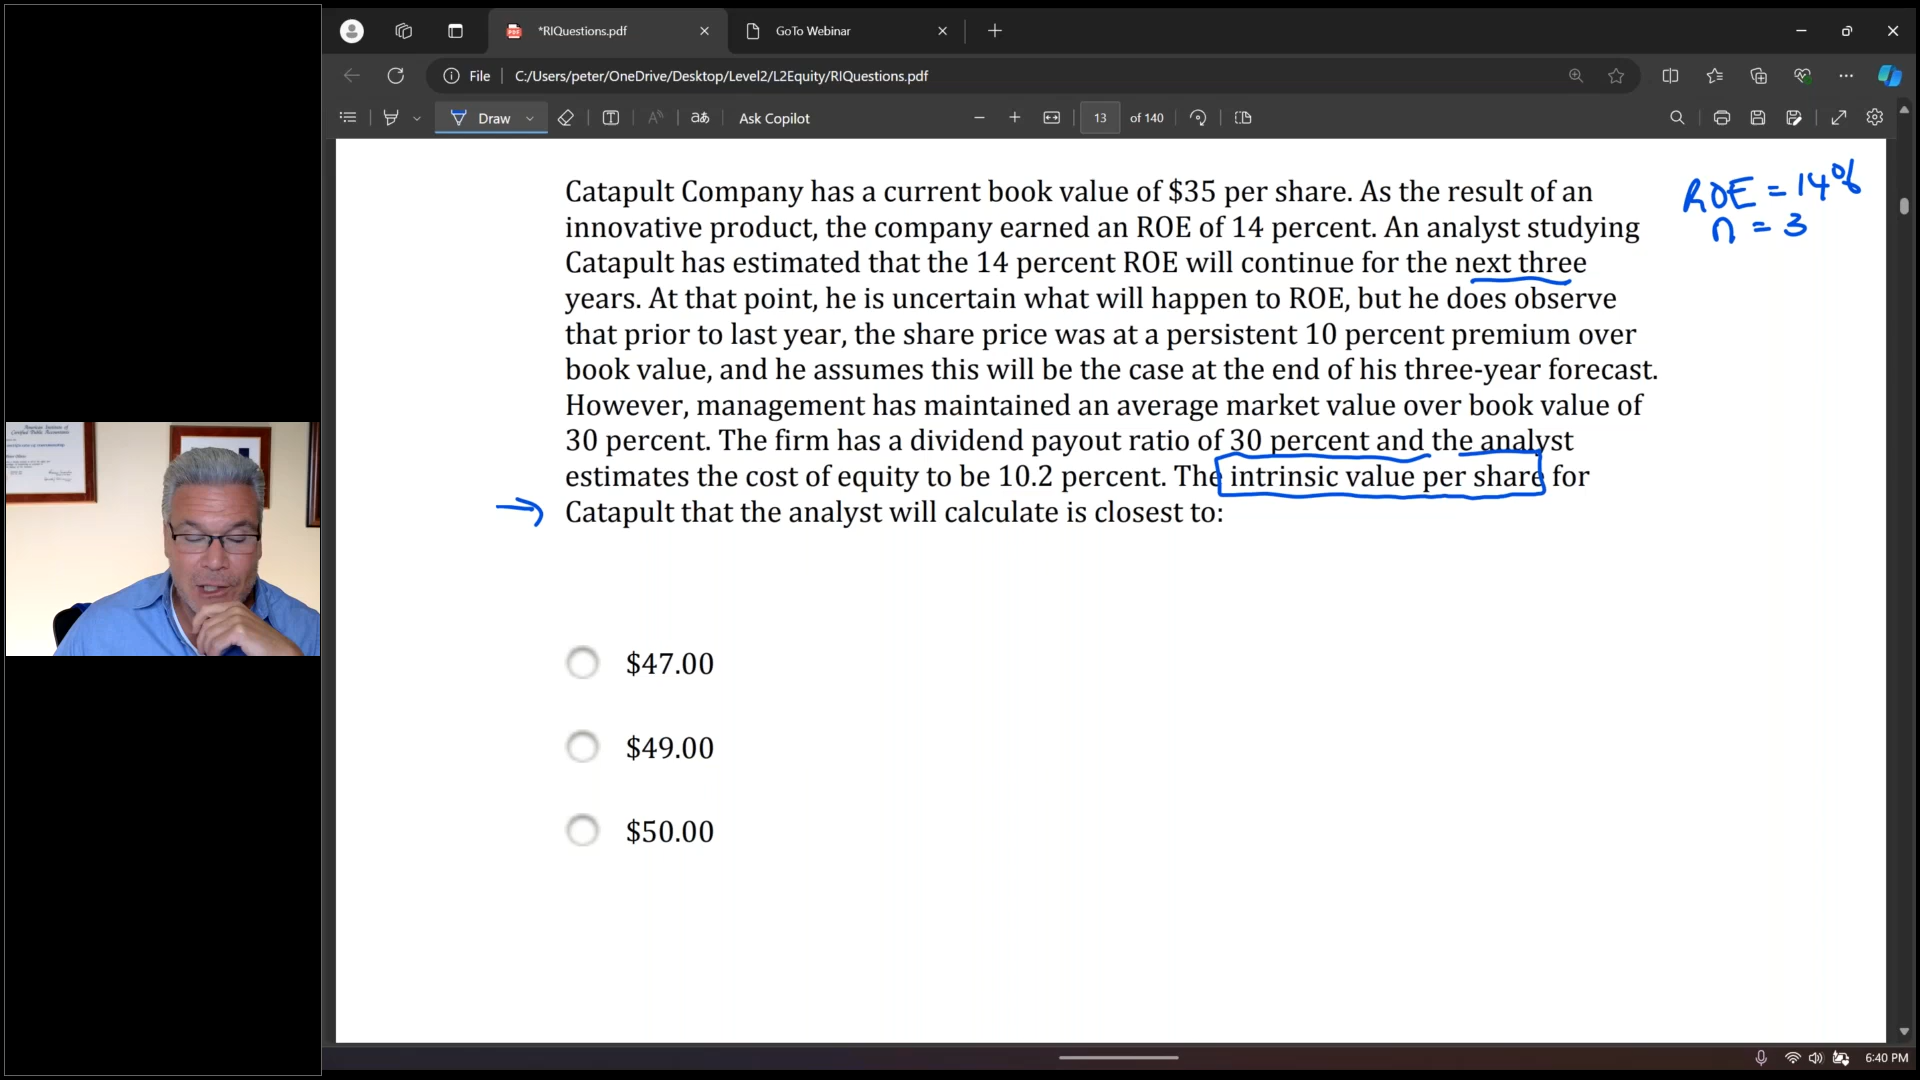 *RIQuestions.pdf
GoTo Webinar
File
C:/Users/peter/OneDrive/Desktop/Level2/L2Equity/RIQuestions.pdf
Draw
aあ
Ask Copilot
13
of 140
Catapult Company has a current book value of $35 per share. As the result of an
innovative product, the company earned an ROE of 14 percent. An analyst studying
Catapult has estimated that the 14 percent ROE will continue for the next three
years. At that point, he is uncertain what will happen to ROE, but he does observe
that prior to last year, the share price was at a persistent 10 percent premium over
book value, and he assumes this will be the case at the end of his three-year forecast.
However, management has maintained an average market value over book value of
30 percent. The firm has a dividend payout ratio of 30 percent and the analyst
estimates the cost of equity to be 10.2 percent. The intrinsic value per share for
Catapult that the analyst will calculate is closest to:
ROE = 14%
n = 3
$47.00
$49.00
$50.00
6:40 PM